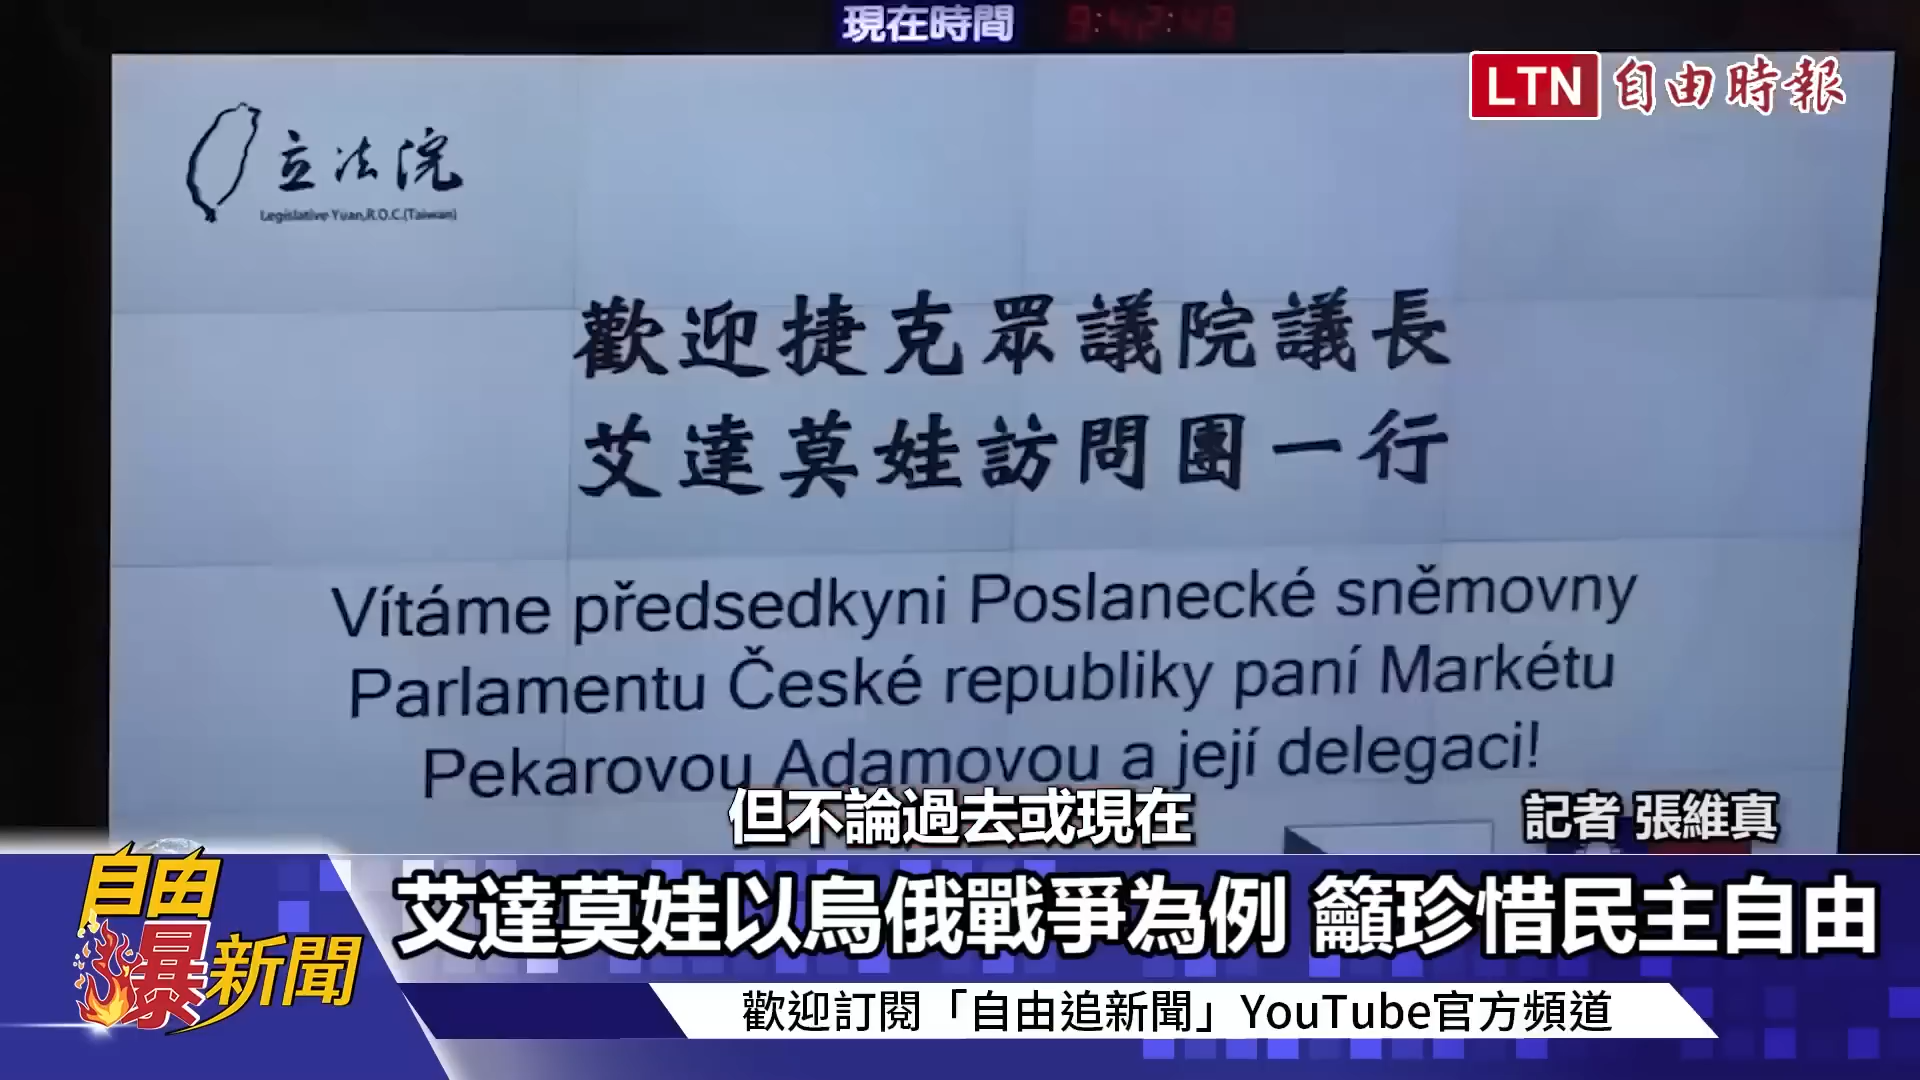 現在時間 9:42:49
LTN 自由時報
立法院
Legislative Yuan,R.O.C.(Taiwan)
歡迎捷克眾議院議長
艾達莫娃訪問團一行
Vítáme předsedkyni Poslanecké sněmovny
Parlamentu České republiky paní Markétu
Pekarovou Adamovou a její delegaci!
但不論過去或現在
記者 張維真
自由爆新聞
艾達莫娃以烏俄戰爭為例 籲珍惜民主自由
歡迎訂閱「自由追新聞」YouTube官方頻道